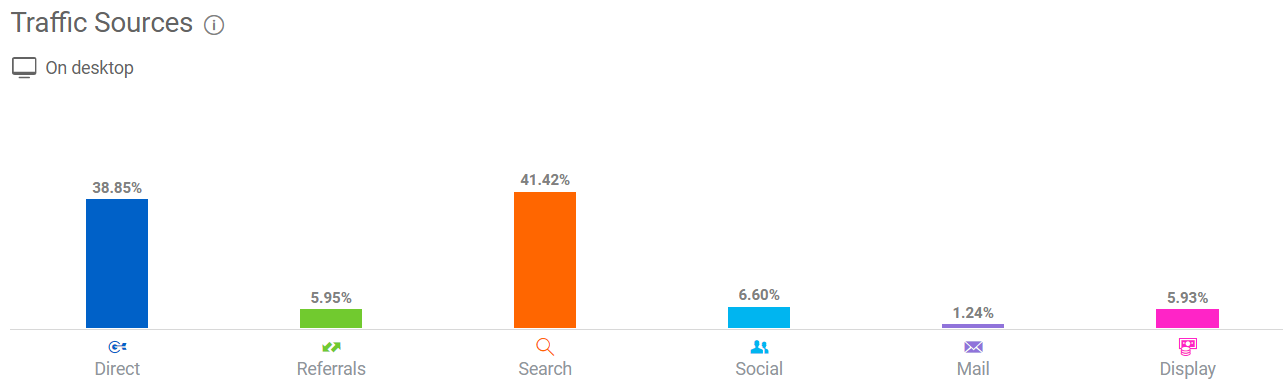 Traffic Sources
On desktop
38.85%
5.95%
41.42%
6.60%
1.24%
5.93%
Direct
Referrals
Search
Social
Mail
Display